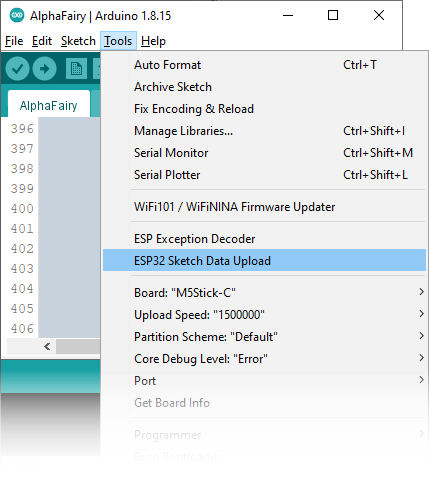 AlphaFairy | Arduino 1.8.15
File Edit Sketch Tools Help
Auto Format Ctrl+T
AlphaFairy
Archive Sketch
Fix Encoding & Reload
396
Manage Libraries... Ctrl+Shift+I
397
Serial Monitor Ctrl+Shift+M
398
Serial Plotter Ctrl+Shift+L
399
400
WiFi101 / WiFiNINA Firmware Updater
401
ESP Exception Decoder
402
ESP32 Sketch Data Upload
403
Board: "M5Stick-C"
404
Upload Speed: "1500000"
405
406
Partition Scheme: "Default"
Core Debug Level: "Error"
Port
Get Board Info
Programmer
Burn Bootloader